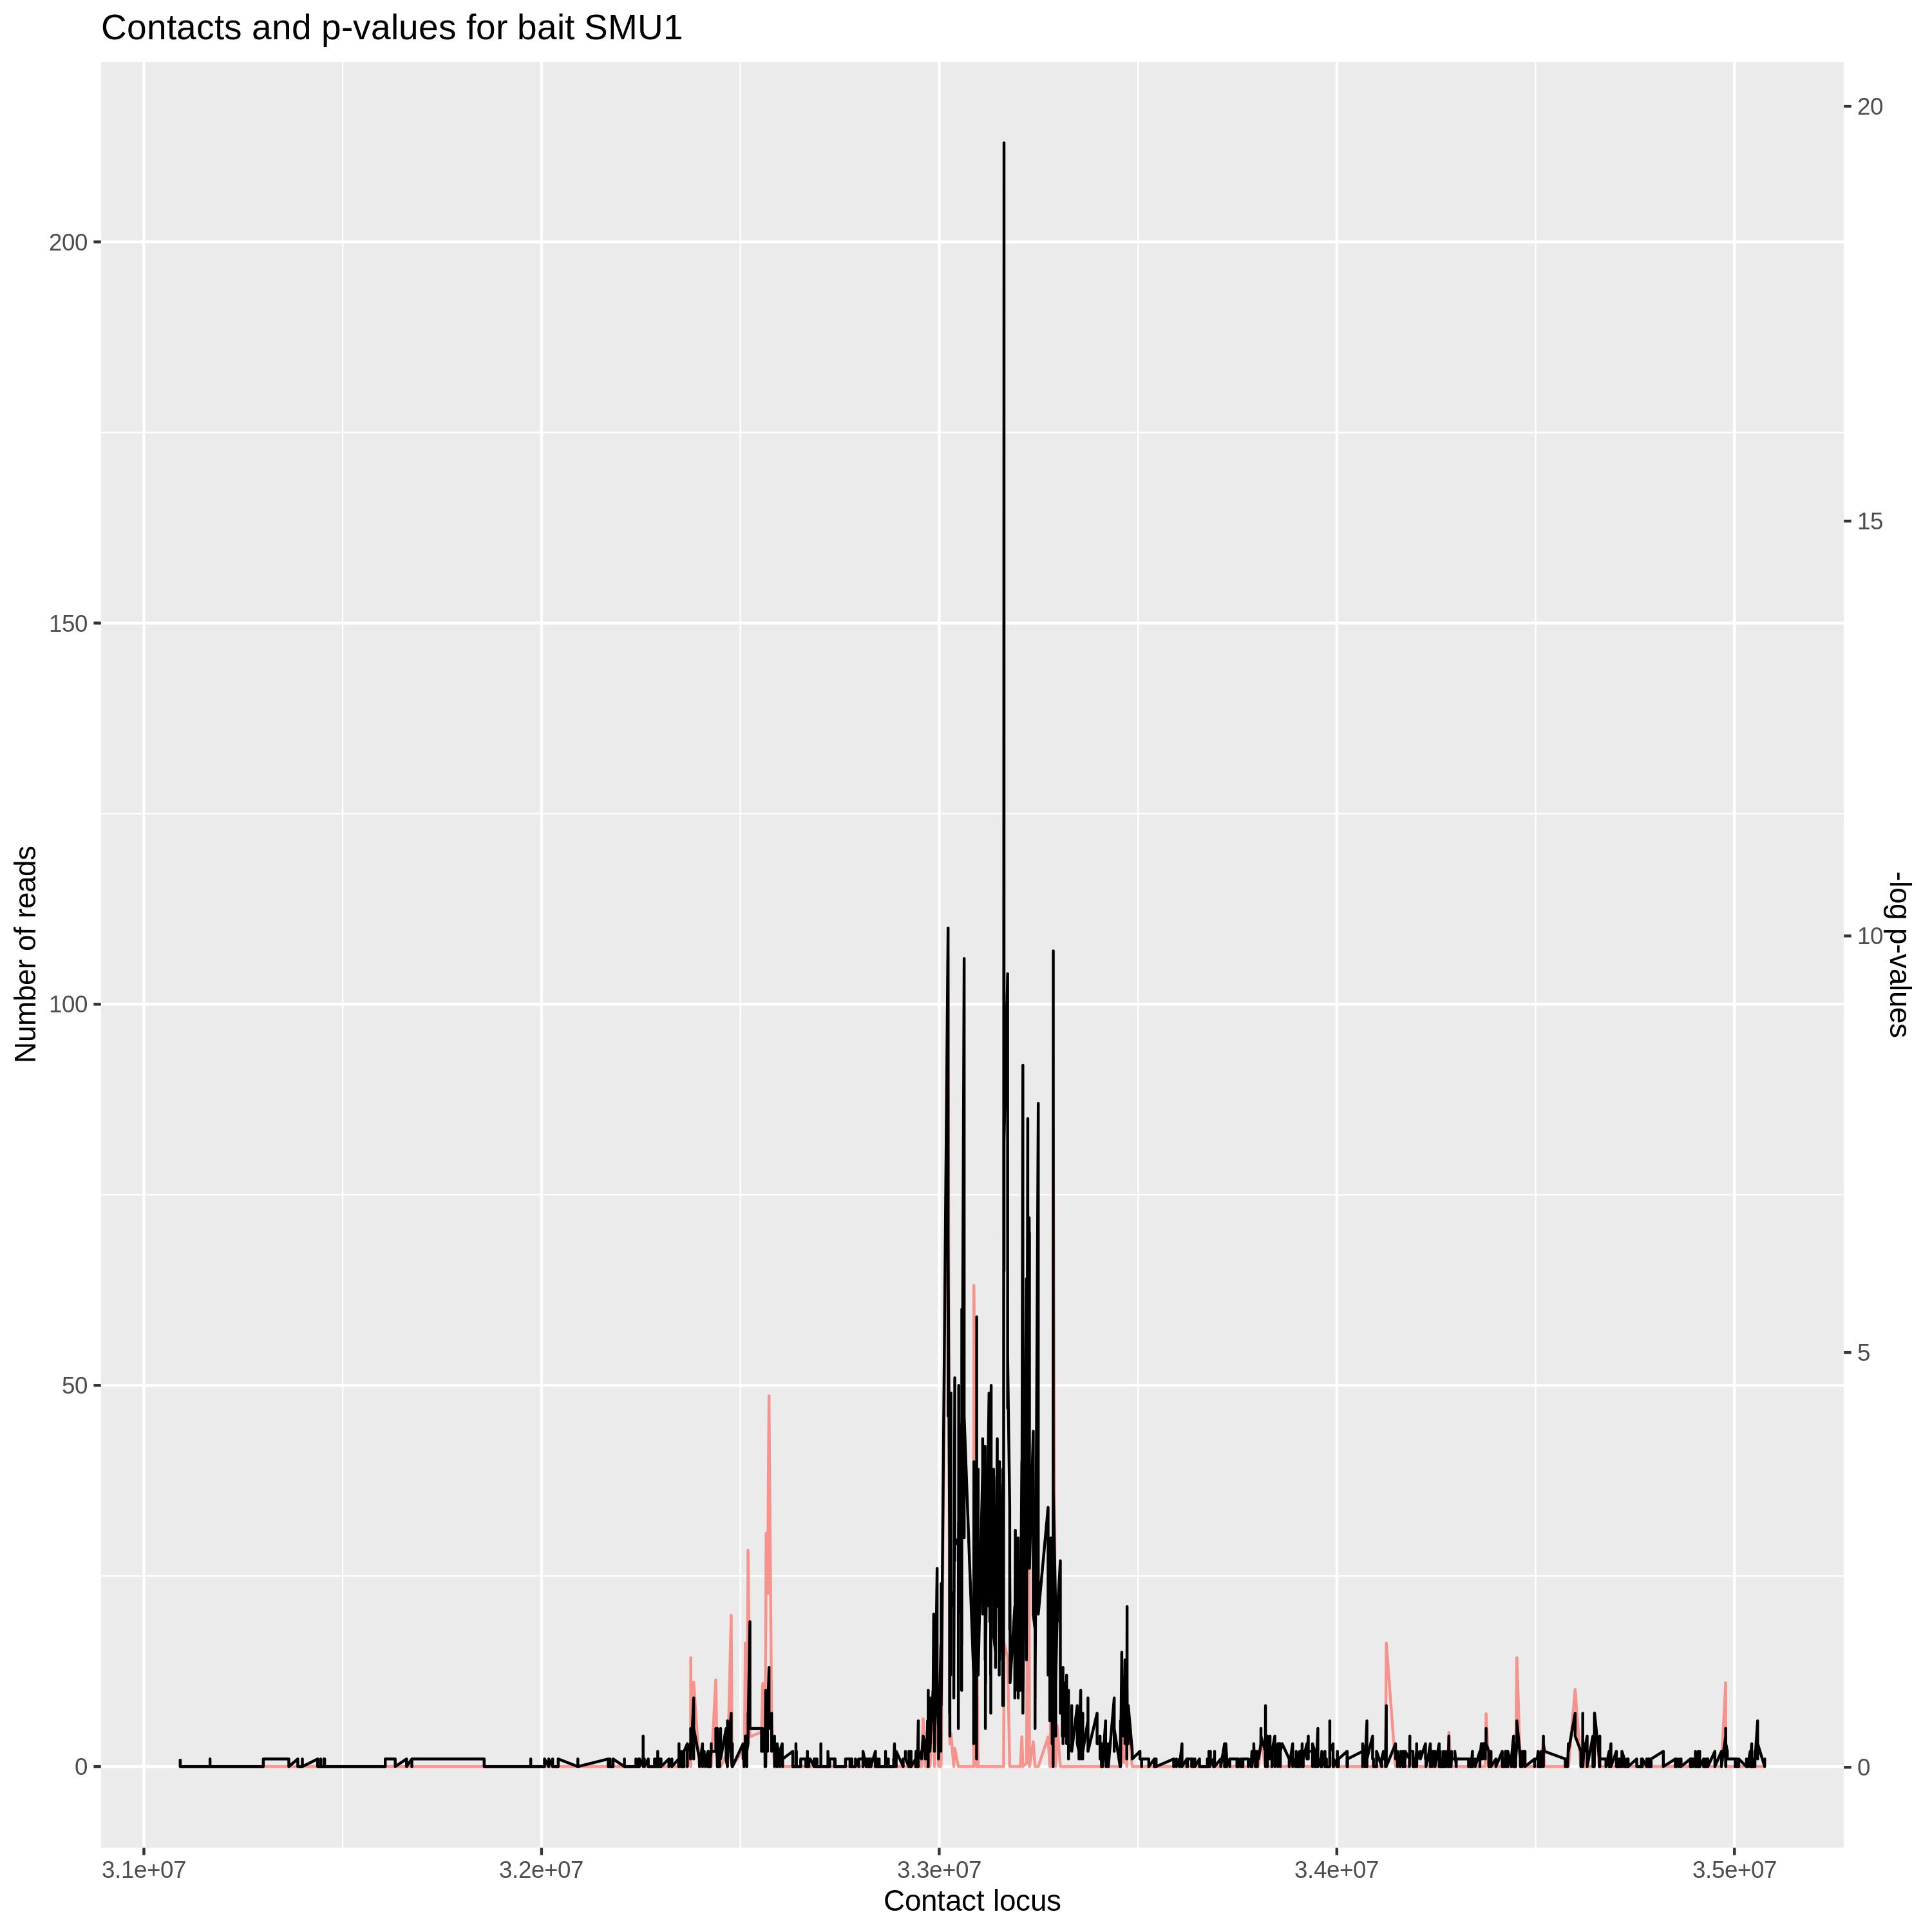 Contacts and p-values for bait SMU1
Number of reads
200
150
100
50
0
20
15
10
5
0
-log p-values
3.1e+07
3.2e+07
3.3e+07
3.4e+07
3.5e+07
Contact locus